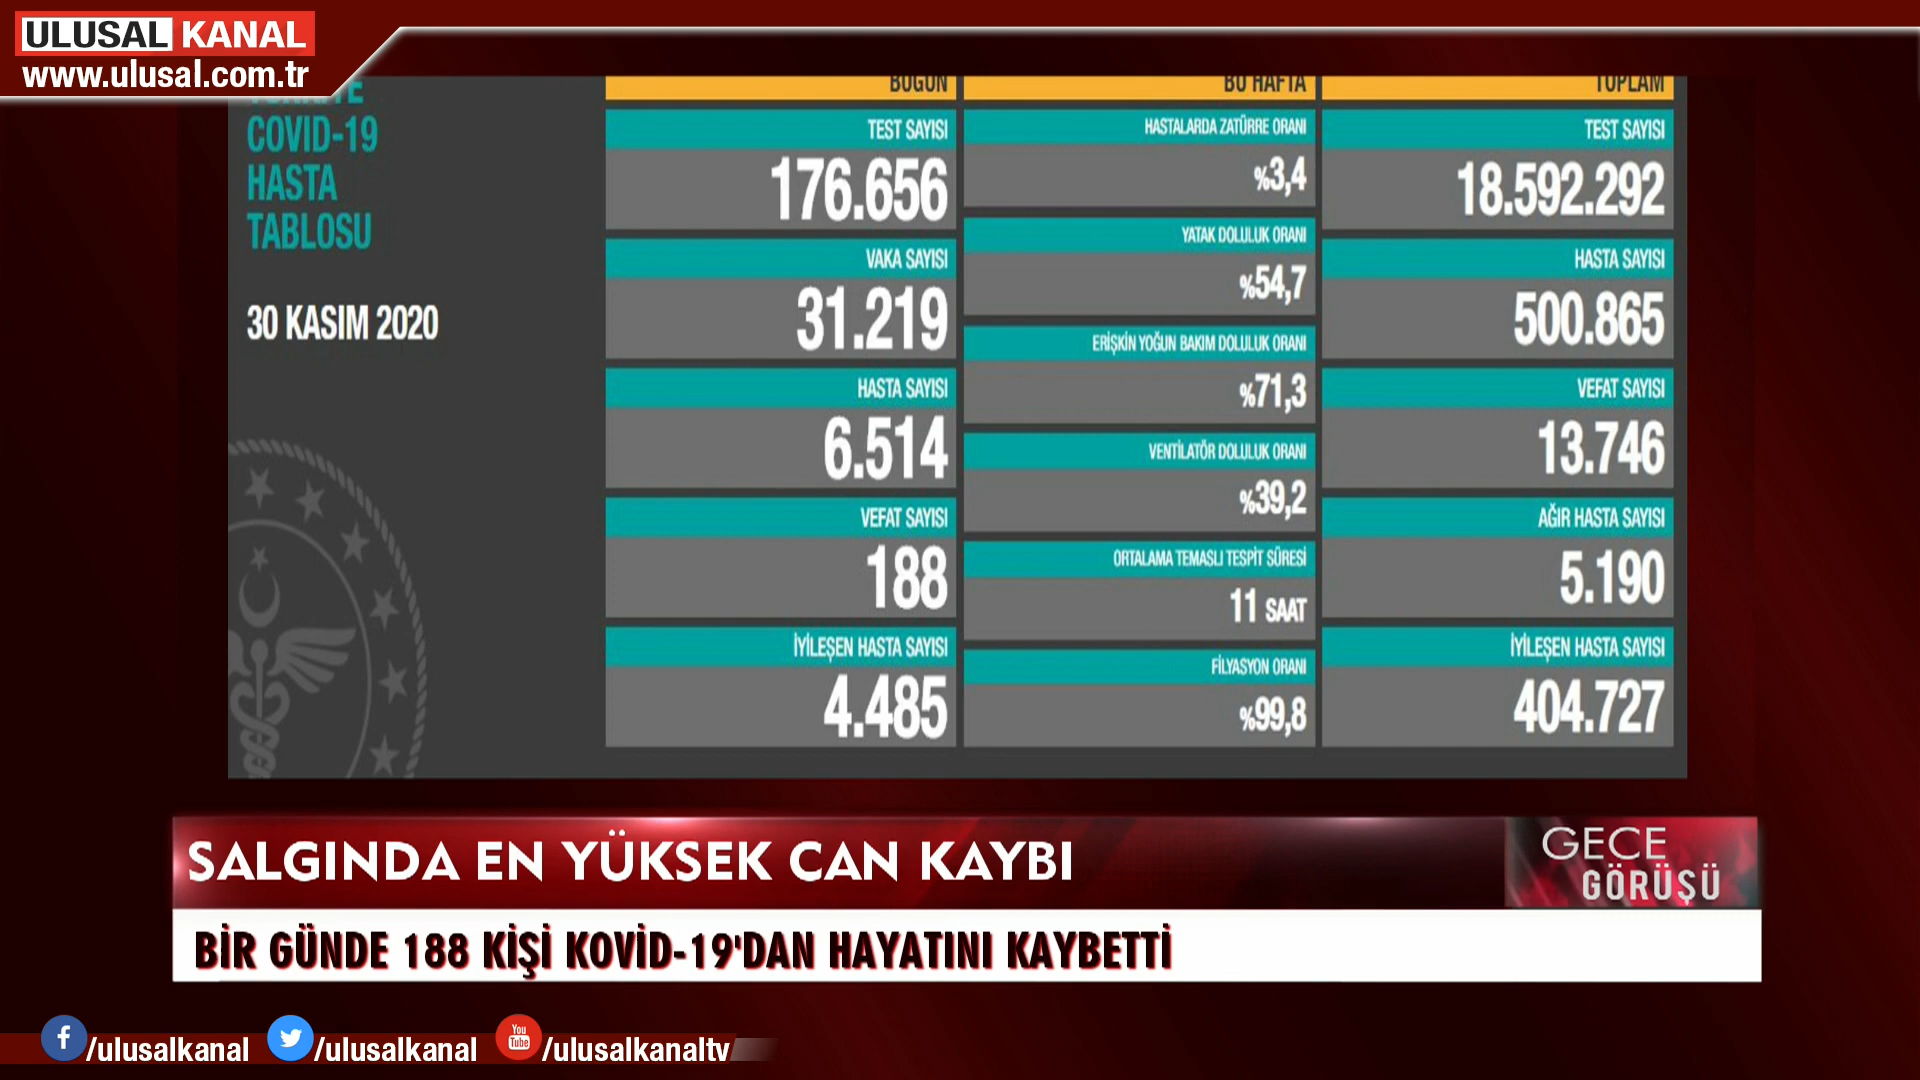 ULUSAL KANAL
www.ulusal.com.tr
TÜRKİYE
COVID-19
HASTA
TABLOSU
30 KASIM 2020
BUGÜN
TEST SAYISI
176.656
VAKA SAYISI
31.219
HASTA SAYISI
6.514
VEFAT SAYISI
188
İYİLEŞEN HASTA SAYISI
4.485
BU HAFTA
HASTALARDA ZATÜRRE ORANI
%3,4
YATAK DOLULUK ORANI
%54,7
ERİŞKİN YOĞUN BAKIM DOLULUK ORANI
%71,3
VENTİLATÖR DOLULUK ORANI
%39,2
ORTALAMA TEMASLI TESPİT SÜRESİ
11 SAAT
FİLYASYON ORANI
%99,8
TOPLAM
TEST SAYISI
18.592.292
HASTA SAYISI
500.865
VEFAT SAYISI
13.746
AĞIR HASTA SAYISI
5.190
İYİLEŞEN HASTA SAYISI
404.727
SALGINDA EN YÜKSEK CAN KAYBI
GECE
GÖRÜŞÜ
BİR GÜNDE 188 KİŞİ KOVİD-19'DAN HAYATINI KAYBETTİ
/ulusalkanal /ulusalkanal You Tube /ulusalkanaltv